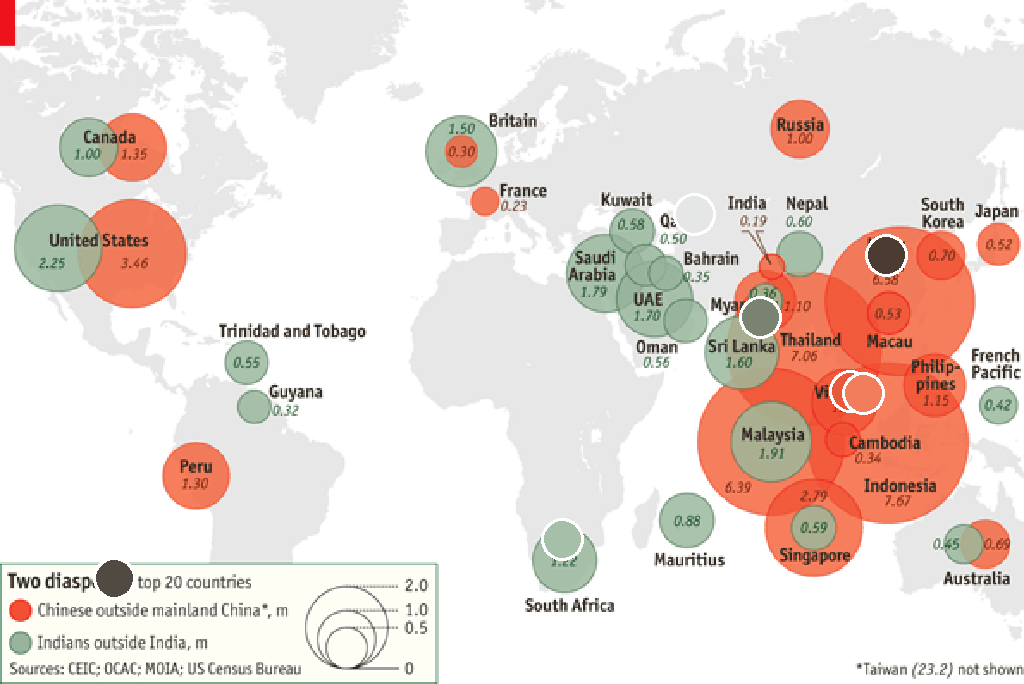 Canada
1.00
1.35
United States
2.25
3.46
Trinidad and Tobago
0.55
Guyana
0.32
Peru
1.30
Britain
1.50
0.30
France
0.23
Russia
1.00
Kuwait
0.58
0.50
Saudi
Arabia
1.79
Bahrain
0.35
UAE
1.70
Oman
0.56
India
0.19
Nepal
0.60
South
Korea
0.70
Japan
0.52
6.58
0.53
Macau
0.36
1.10
Sri Lanka
1.60
Thailand
7.06
Philip-
pines
1.15
French
Pacific
0.42
Malaysia
1.91
6.39
Cambodia
0.34
Indonesia
7.67
2.79
0.59
Singapore
0.88
Mauritius
1.22
South Africa
0.45
0.69
Australia
Two
top 20 countries
Chinese outside mainland China*, m
Indians outside India, m
2.0
1.0
0.5
0
Sources: CEIC; OCAC; MOIA; US Census Bureau
*Taiwan (23.2) not shown